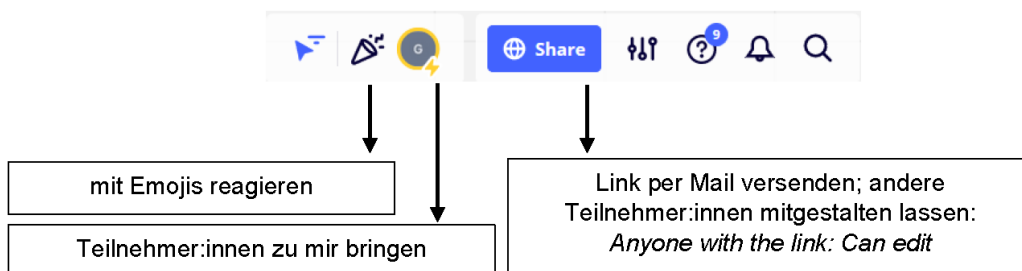 G
Share
9
mit Emojis reagieren
Teilnehmer:innen zu mir bringen
Link per Mail versenden; andere
Teilnehmer:innen mitgestalten lassen:
Anyone with the link: Can edit